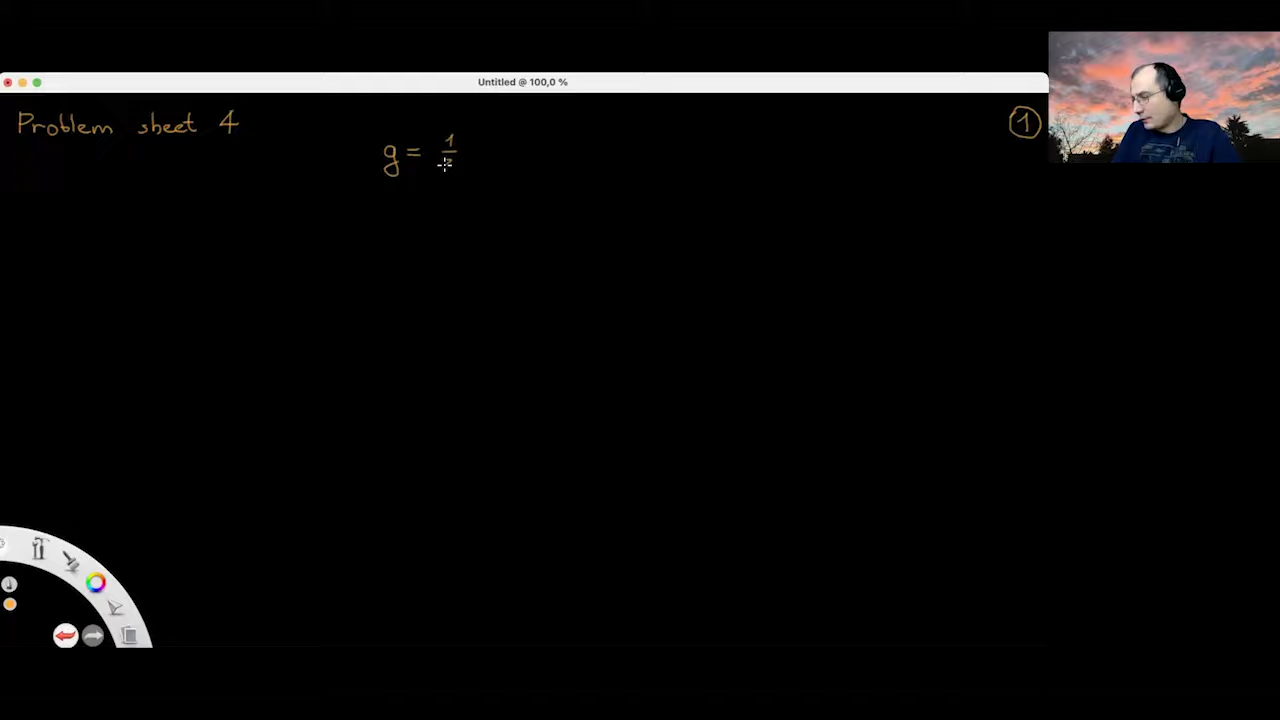 Untitled @ 100,0 %
Problem sheet 4
①
g = 1/